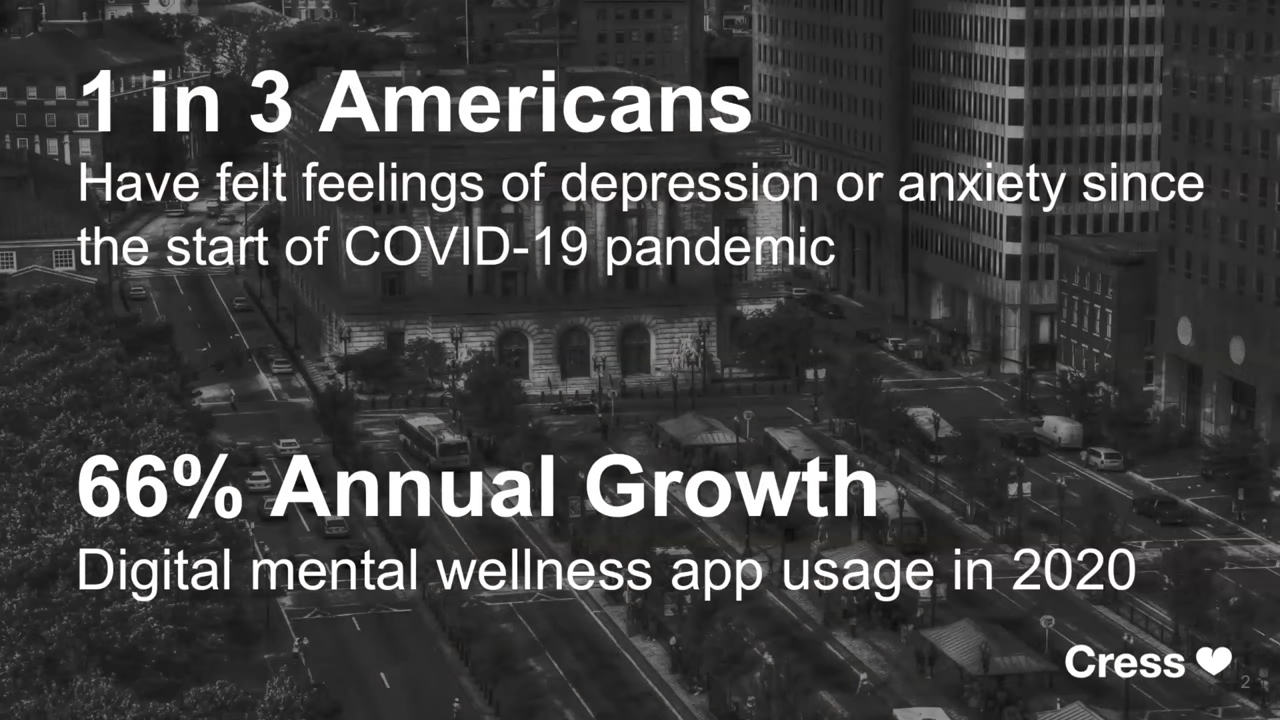 1 in 3 Americans
Have felt feelings of depression or anxiety since
the start of COVID-19 pandemic
66% Annual Growth
Digital mental wellness app usage in 2020
Cress
2